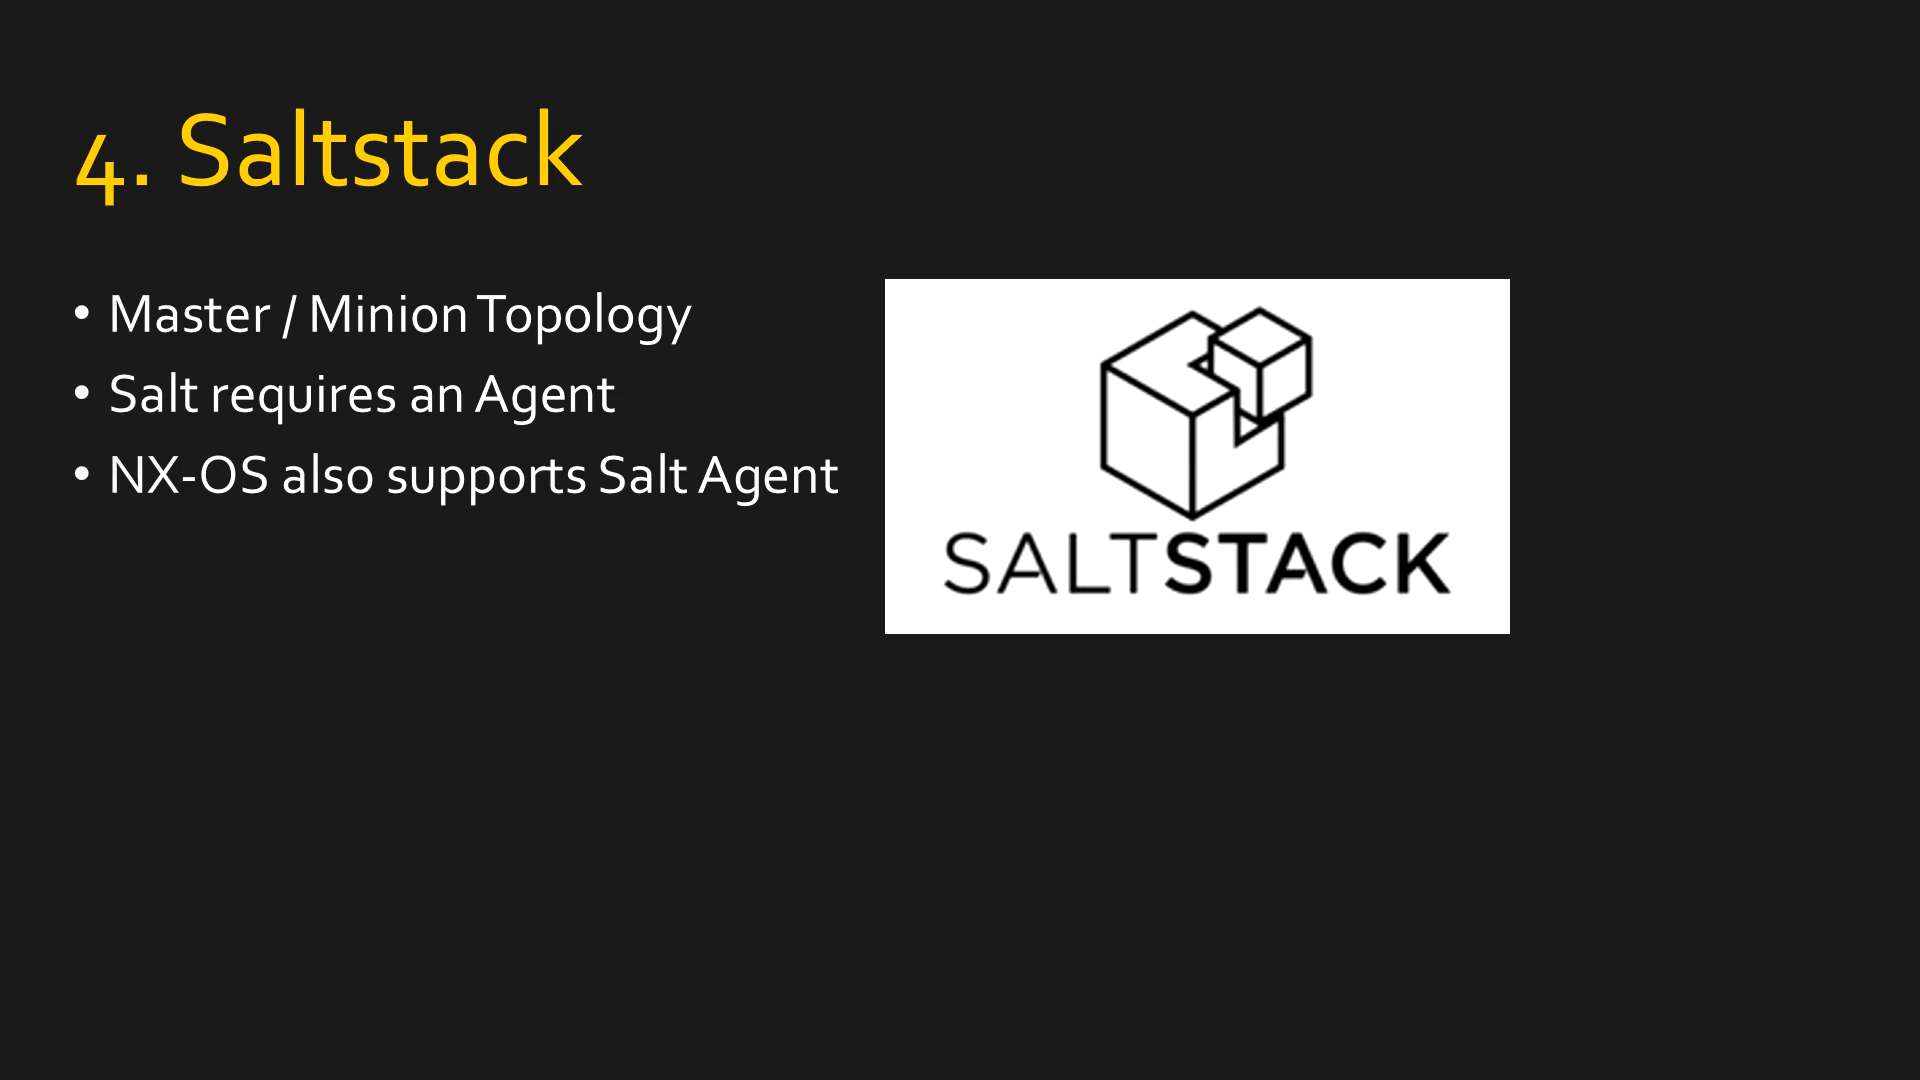 4. Saltstack
• Master / Minion Topology
• Salt requires an Agent
• NX-OS also supports Salt Agent
SALTSTACK